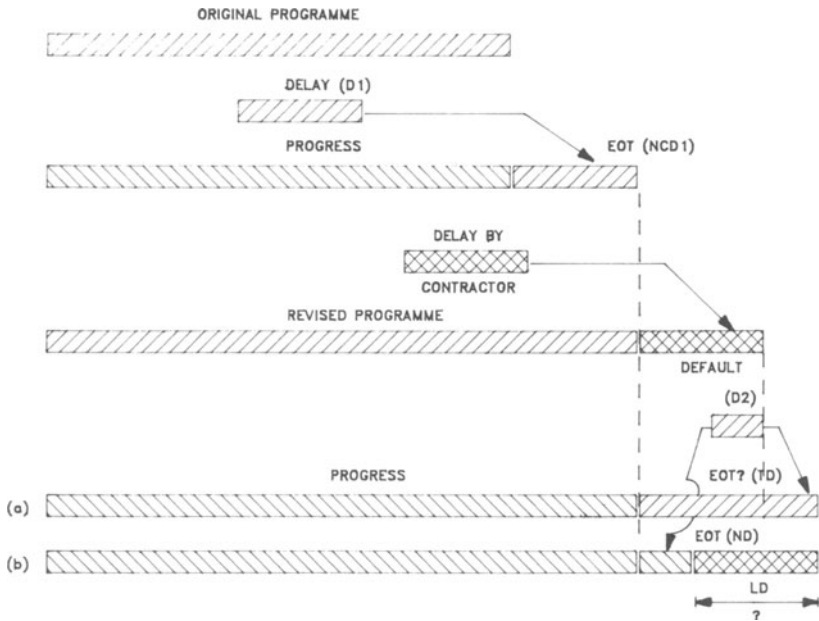 ORIGINAL PROGRAMME
DELAY (D1)
PROGRESS
EOT (NCD1)
DELAY BY
CONTRACTOR
REVISED PROGRAMME
DEFAULT
(D2)
PROGRESS
EOT? (TD)
(a)
EOT (ND)
(b)
LD
?